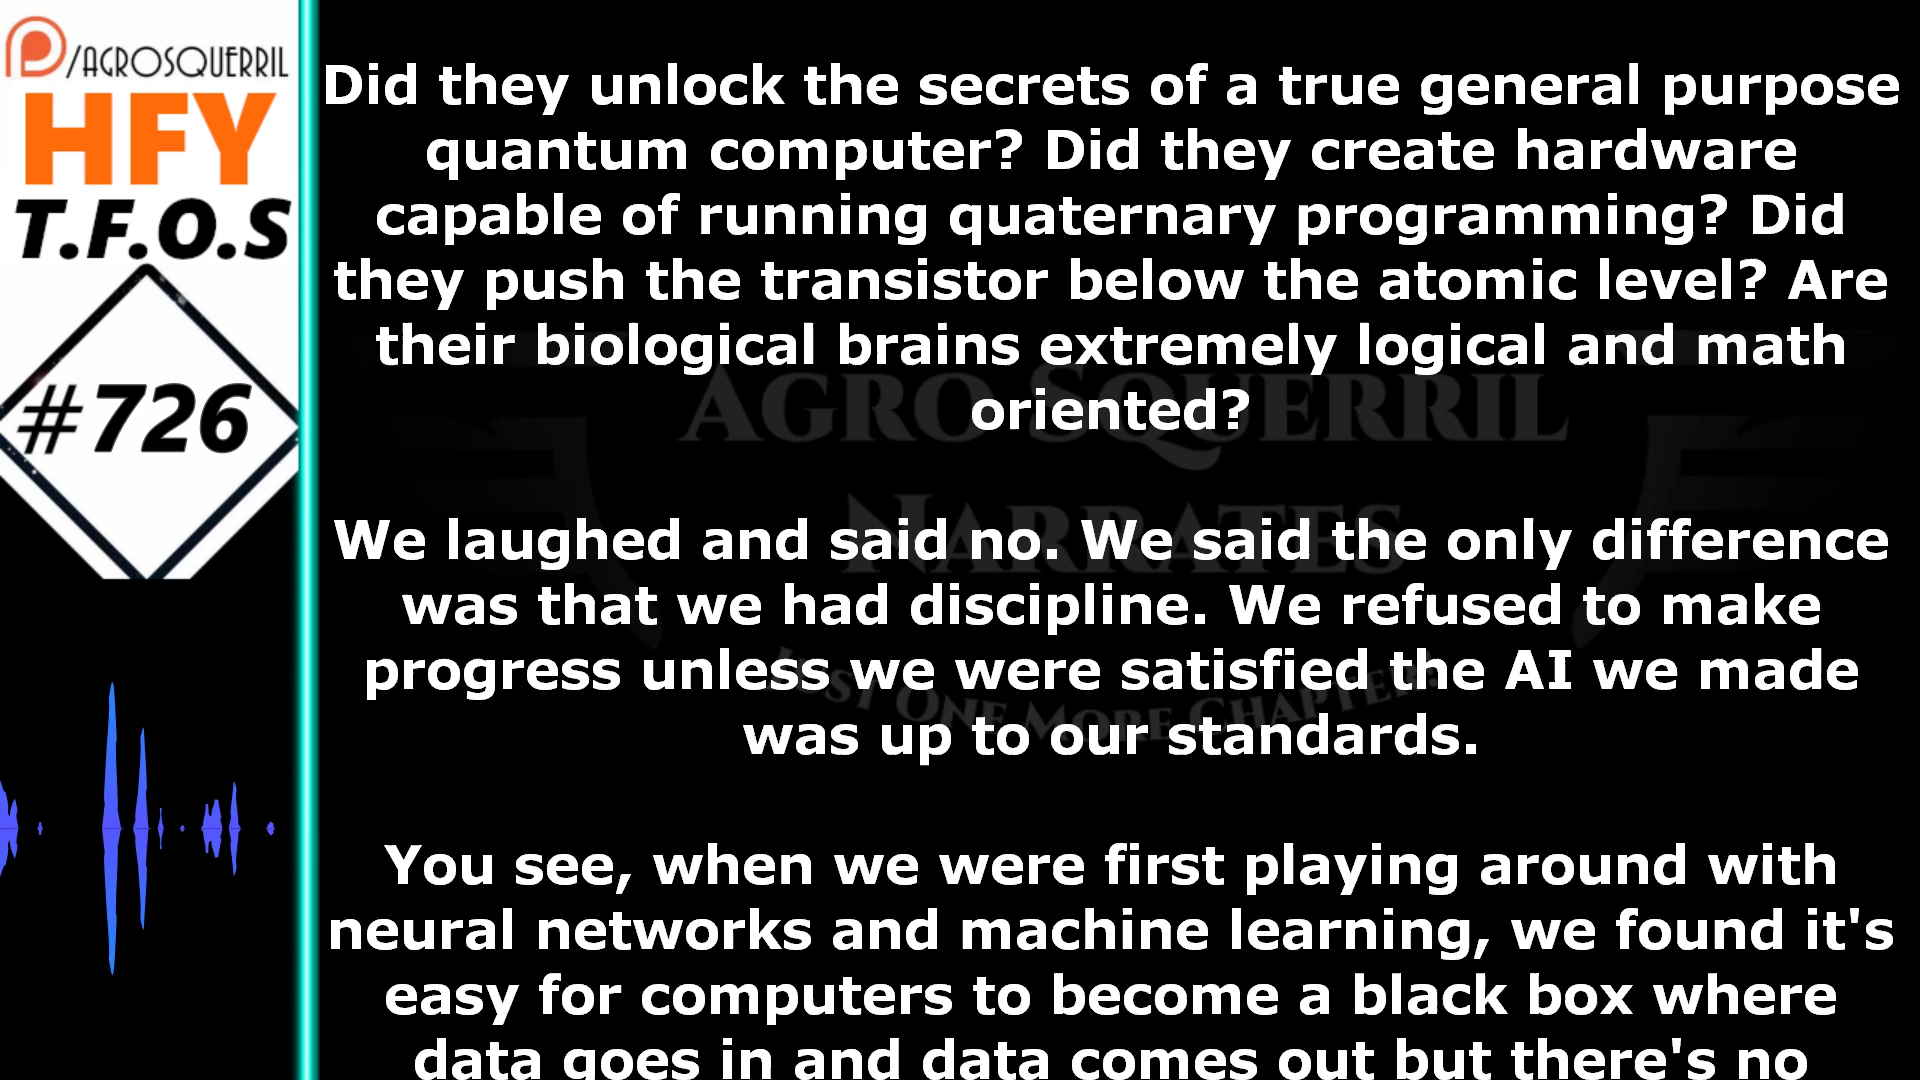 /AGROSQUERRIL
HFY
T.F.O.S
#726
Did they unlock the secrets of a true general purpose
quantum computer? Did they create hardware
capable of running quaternary programming? Did
they push the transistor below the atomic level? Are
their biological brains extremely logical and math
oriented?
We laughed and said no. We said the only difference
was that we had discipline. We refused to make
progress unless we were satisfied the AI we made
was up to our standards.
You see, when we were first playing around with
neural networks and machine learning, we found it's
easy for computers to become a black box where
data goes in and data comes out but there's no
AGRO SQUERRIL
NARRATES
JUST ONE MORE CHAPTER!